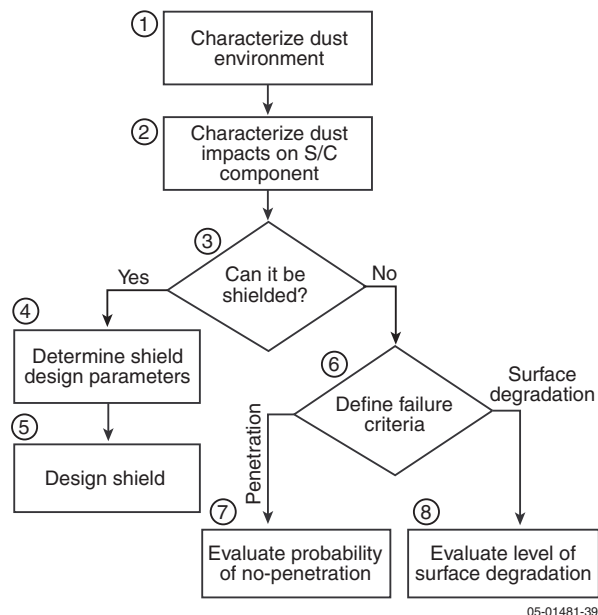 1
Characterize dust
environment
2
Characterize dust
impacts on S/C
component
3
Can it be
shielded?
Yes
No
4
Determine shield
design parameters
5
Design shield
6
Define failure
criteria
Penetration
Surface
degradation
7
Evaluate probability
of no-penetration
8
Evaluate level of
surface degradation
05-01481-39